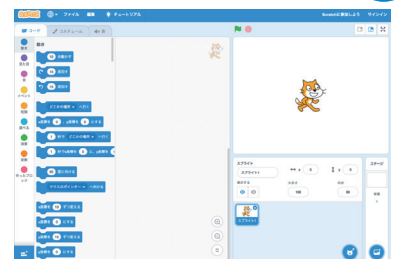 SCRATCH
ファイル 編集 チュートリアル
Scratchに参加しよう サインイン
コード コスチューム 音
動き
見た目
音
イベント
制御
調べる
演算
変数
ブロック
動き
10 歩動かす
15 度回す
15 度回す
どこかの場所 へ行く
x座標を 0 、y座標を 0 にする
1 秒で どこかの場所 へ行く
1 秒でx座標を 0 に、y座標を
90 度に向ける
マウスのポインター へ向ける
x座標を 10 ずつ変える
x座標を 0 にする
y座標を 10 ずつ変える
y座標を 0 にする
スプライト
スプライト1
x 0
y 0
表示する
大きさ
100
向き
90
スプライト1
ステージ
背景
1